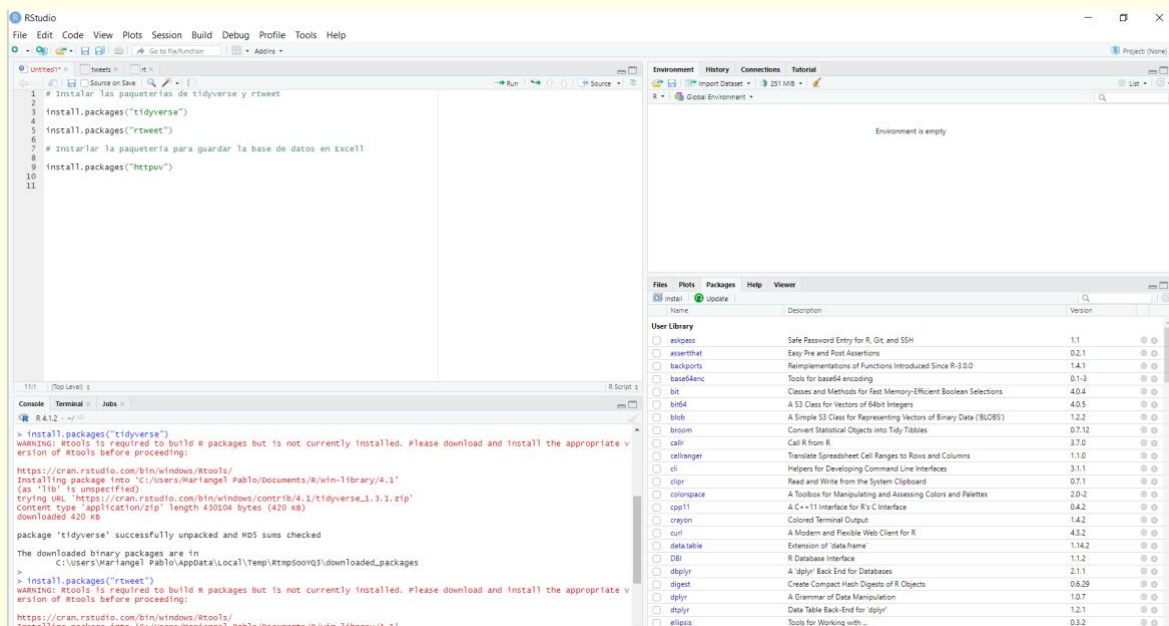 RStudio
File Edit Code View Plots Session Build Debug Profile Tools Help
Go to file/function Addins
Project: (None)
Untitled1* tweets rt
Source on Save Run Source
1 # Instalar las paqueterias de tidyverse y rtweet
2
3 install.packages("tidyverse")
4
5 install.packages("rtweet")
6
7 # Instarlar la paqueteria para guardar la base de datos en Excell
8
9 install.packages("httpuv")
10
11
11:1 (Top Level) R Script
Console Terminal Jobs
R 4.1.2 · ~/
> install.packages("tidyverse")
WARNING: Rtools is required to build R packages but is not currently installed. Please download and install the appropriate v
ersion of Rtools before proceeding:
https://cran.rstudio.com/bin/windows/Rtools/
Installing package into 'C:/Users/Mariangel Pablo/Documents/R/win-library/4.1'
(as 'lib' is unspecified)
trying URL 'https://cran.rstudio.com/bin/windows/contrib/4.1/tidyverse_1.3.1.zip'
Content type 'application/zip' length 430104 bytes (420 KB)
downloaded 420 KB
package 'tidyverse' successfully unpacked and MD5 sums checked
The downloaded binary packages are in
C:\Users\Mariangel Pablo\AppData\Local\Temp\RtmpSooYQ3\downloaded_packages
>
> install.packages("rtweet")
WARNING: Rtools is required to build R packages but is not currently installed. Please download and install the appropriate v
ersion of Rtools before proceeding:
https://cran.rstudio.com/bin/windows/Rtools/
Installing package into 'C:/Users/Mariangel Pablo/Documents/R/win-library/4.1'
Environment History Connections Tutorial
Import Dataset 251 MiB List
R Global Environment
Environment is empty
Files Plots Packages Help Viewer
Install Update
Name Description Version
User Library
askpass Safe Password Entry for R, Git, and SSH 1.1
assertthat Easy Pre and Post Assertions 0.2.1
backports Reimplementations of Functions Introduced Since R-3.0.0 1.4.1
base64enc Tools for base64 encoding 0.1-3
bit Classes and Methods for Fast Memory-Efficient Boolean Selections 4.0.4
bit64 A S3 Class for Vectors of 64bit Integers 4.0.5
blob A Simple S3 Class for Representing Vectors of Binary Data ('BLOBS') 1.2.2
broom Convert Statistical Objects into Tidy Tibbles 0.7.12
callr Call R from R 3.7.0
cellranger Translate Spreadsheet Cell Ranges to Rows and Columns 1.1.0
cli Helpers for Developing Command Line Interfaces 3.1.1
clipr Read and Write from the System Clipboard 0.7.1
colorspace A Toolbox for Manipulating and Assessing Colors and Palettes 2.0-2
cpp11 A C++11 Interface for R's C Interface 0.4.2
crayon Colored Terminal Output 1.4.2
curl A Modern and Flexible Web Client for R 4.3.2
data.table Extension of 'data.frame' 1.14.2
DBI R Database Interface 1.1.2
dbplyr A 'dplyr' Back End for Databases 2.1.1
digest Create Compact Hash Digests of R Objects 0.6.29
dplyr A Grammar of Data Manipulation 1.0.7
dtplyr Data Table Back-End for 'dplyr' 1.2.1
ellipsis Tools for Working with ... 0.3.2